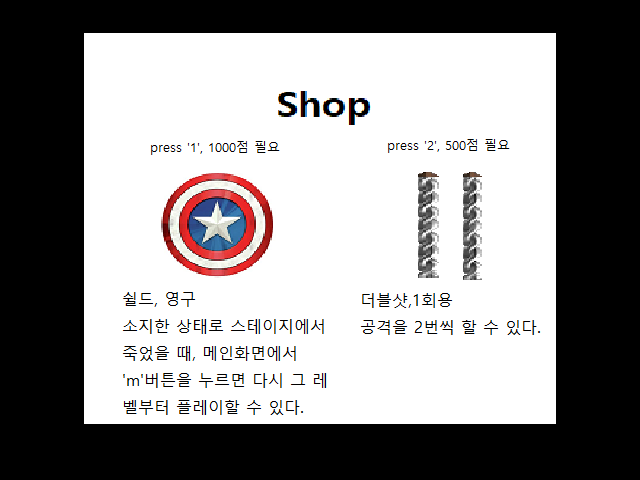 Shop
press '1', 1000점 필요
press '2', 500점 필요
쉴드, 영구
소지한 상태로 스테이지에서
죽었을 때, 메인화면에서
'm'버튼을 누르면 다시 그 레
벨부터 플레이할 수 있다.
더블샷,1회용
공격을 2번씩 할 수 있다.